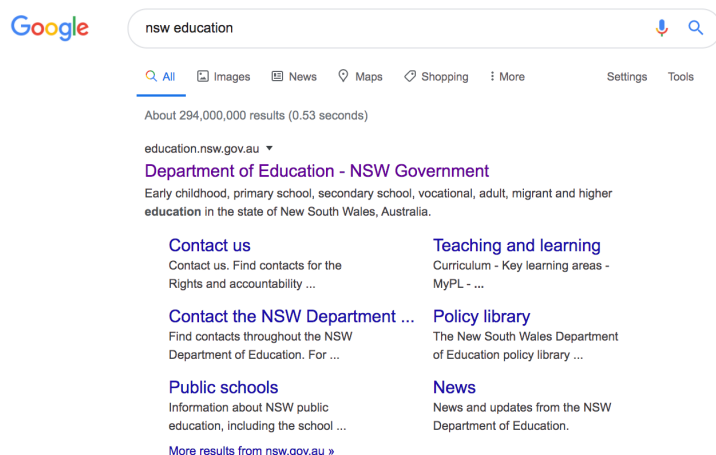 Google
nsw education
All Images News Maps Shopping More Settings Tools
About 294,000,000 results (0.53 seconds)
education.nsw.gov.au
Department of Education - NSW Government
Early childhood, primary school, secondary school, vocational, adult, migrant and higher
education in the state of New South Wales, Australia.
Contact us
Contact us. Find contacts for the
Rights and accountability ...
Teaching and learning
Curriculum - Key learning areas -
MyPL - ...
Contact the NSW Department ...
Find contacts throughout the NSW
Department of Education. For ...
Policy library
The New South Wales Department
of Education policy library ...
Public schools
Information about NSW public
education, including the school ...
News
News and updates from the NSW
Department of Education.
More results from nsw.gov.au »